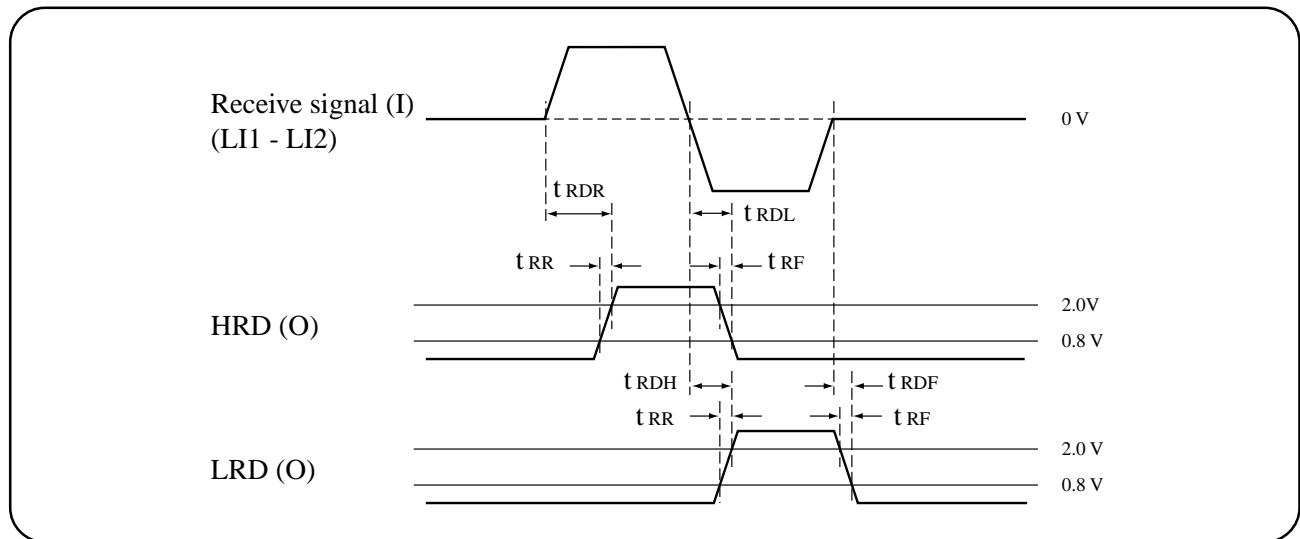 Receive signal (I)
(LI1 - LI2)
0 V
t RDR
t RDL
t RR
t RF
HRD (O)
2.0V
0.8 V
t RDH
t RDF
t RR
t RF
LRD (O)
2.0 V
0.8 V